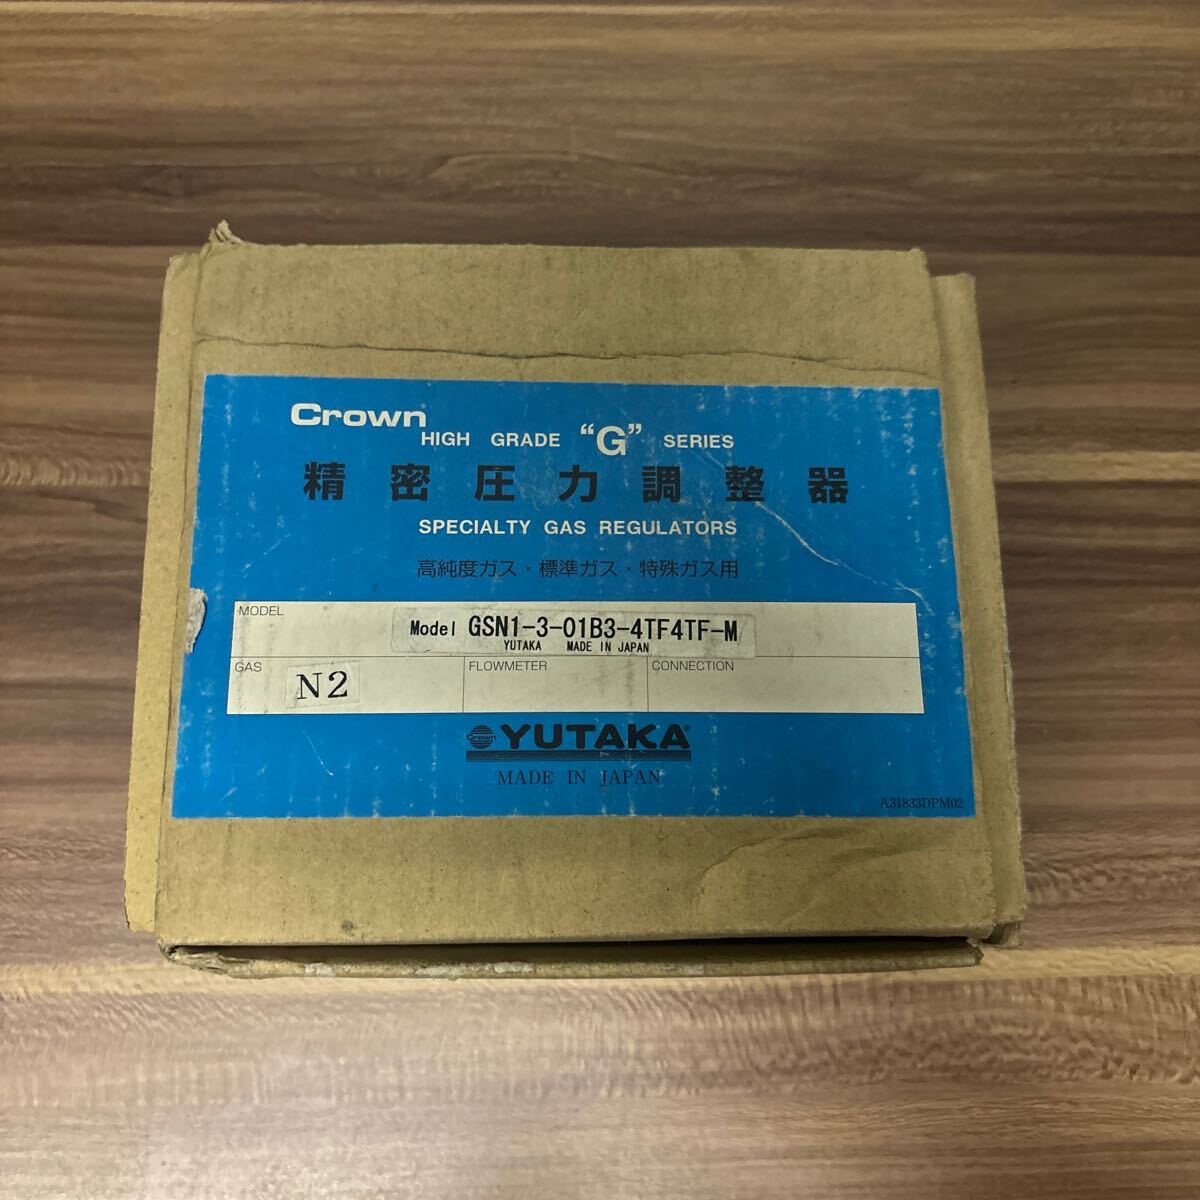 Crown
HIGH GRADE “G” SERIES
精密圧力調整器
SPECIALTY GAS REGULATORS
高純度ガス・標準ガス・特殊ガス用
MODEL
Model GSN1-3-01B3-4TF4TF-M
YUTAKA MADE IN JAPAN
GAS N2 FLOWMETER CONNECTION
Crown YUTAKA®
MADE IN JAPAN
A31833DPM02